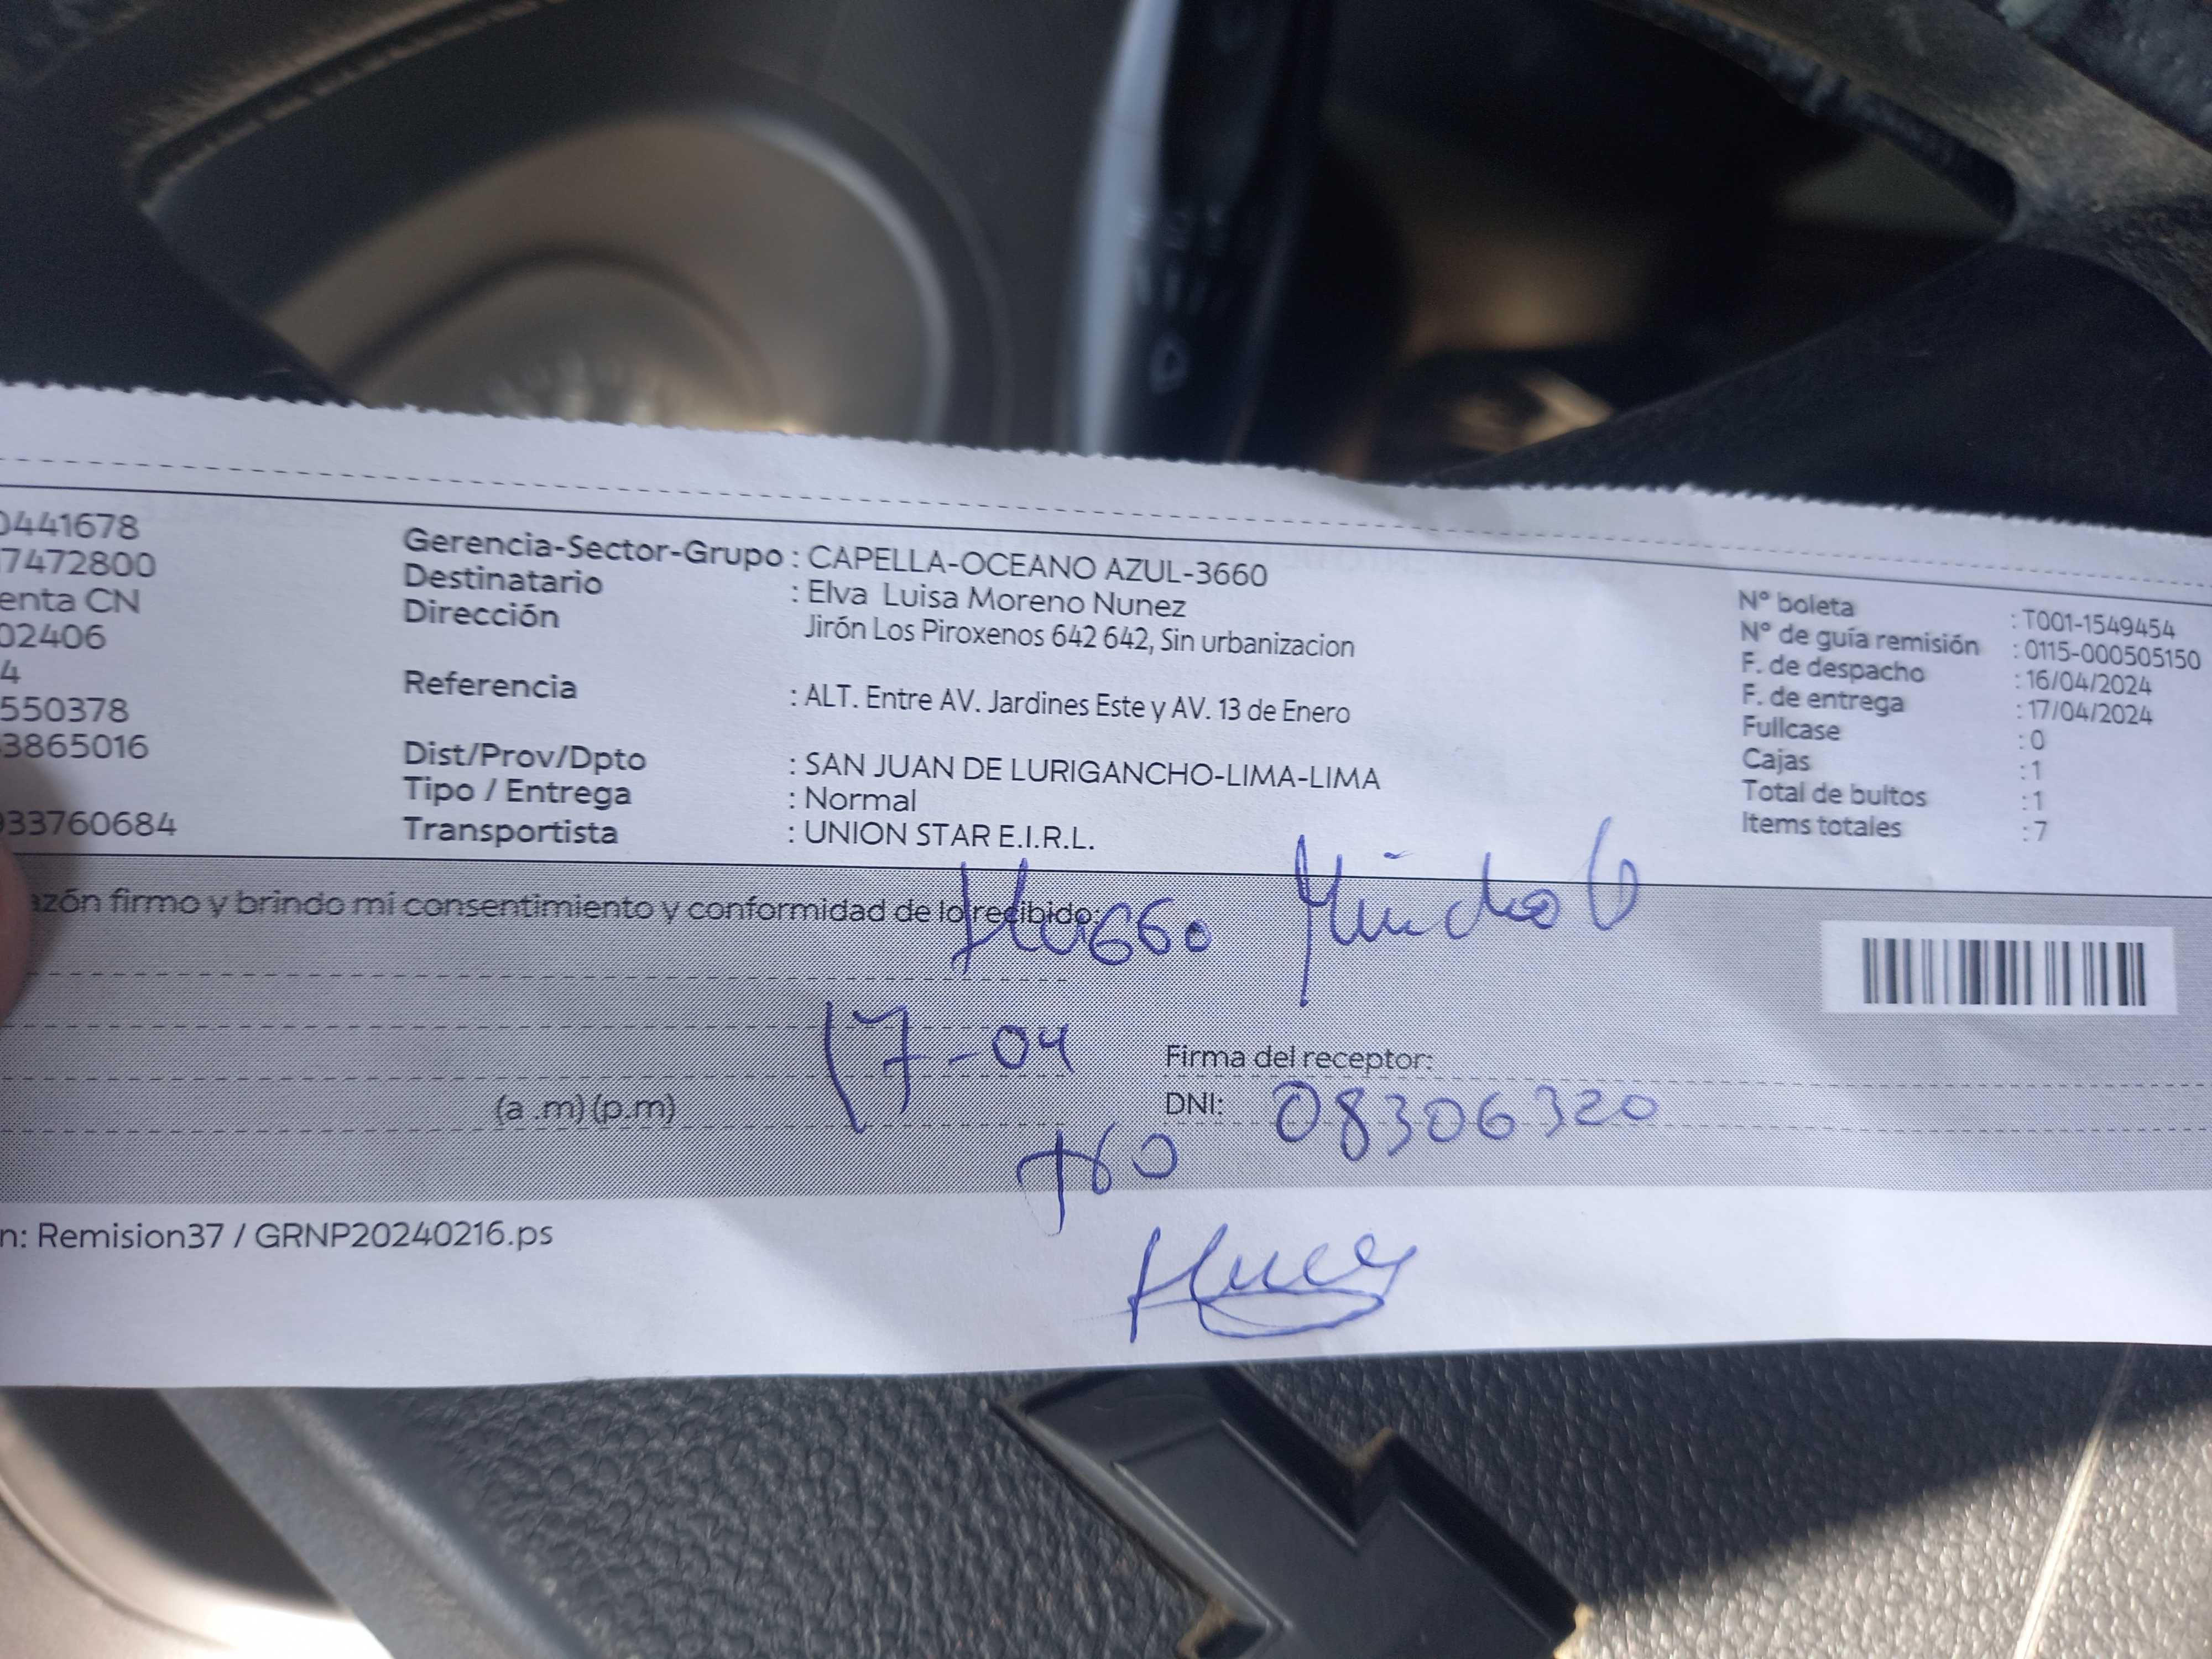 0441678
7472800
enta CN
02406
4
550378
3865016
933760684
Gerencia-Sector-Grupo : CAPELLA-OCEANO AZUL-3660
Destinatario : Elva Luisa Moreno Nunez
Dirección Jirón Los Piroxenos 642 642, Sin urbanizacion
Referencia : ALT. Entre AV. Jardines Este y AV. 13 de Enero
Dist/Prov/Dpto : SAN JUAN DE LURIGANCHO-LIMA-LIMA
Tipo / Entrega : Normal
Transportista : UNION STAR E.I.R.L.
N° boleta : T001-1549454
N° de guía remisión : 0115-000505150
F. de despacho : 16/04/2024
F. de entrega : 17/04/2024
Fullcase : 0
Cajas : 1
Total de bultos : 1
Items totales : 7
azón firmo y brindo mi consentimiento y conformidad de lo recibido:
17-04
Firma del receptor:
(a .m) (p.m)
DNI: 08306320
n: Remision37 / GRNP20240216.ps